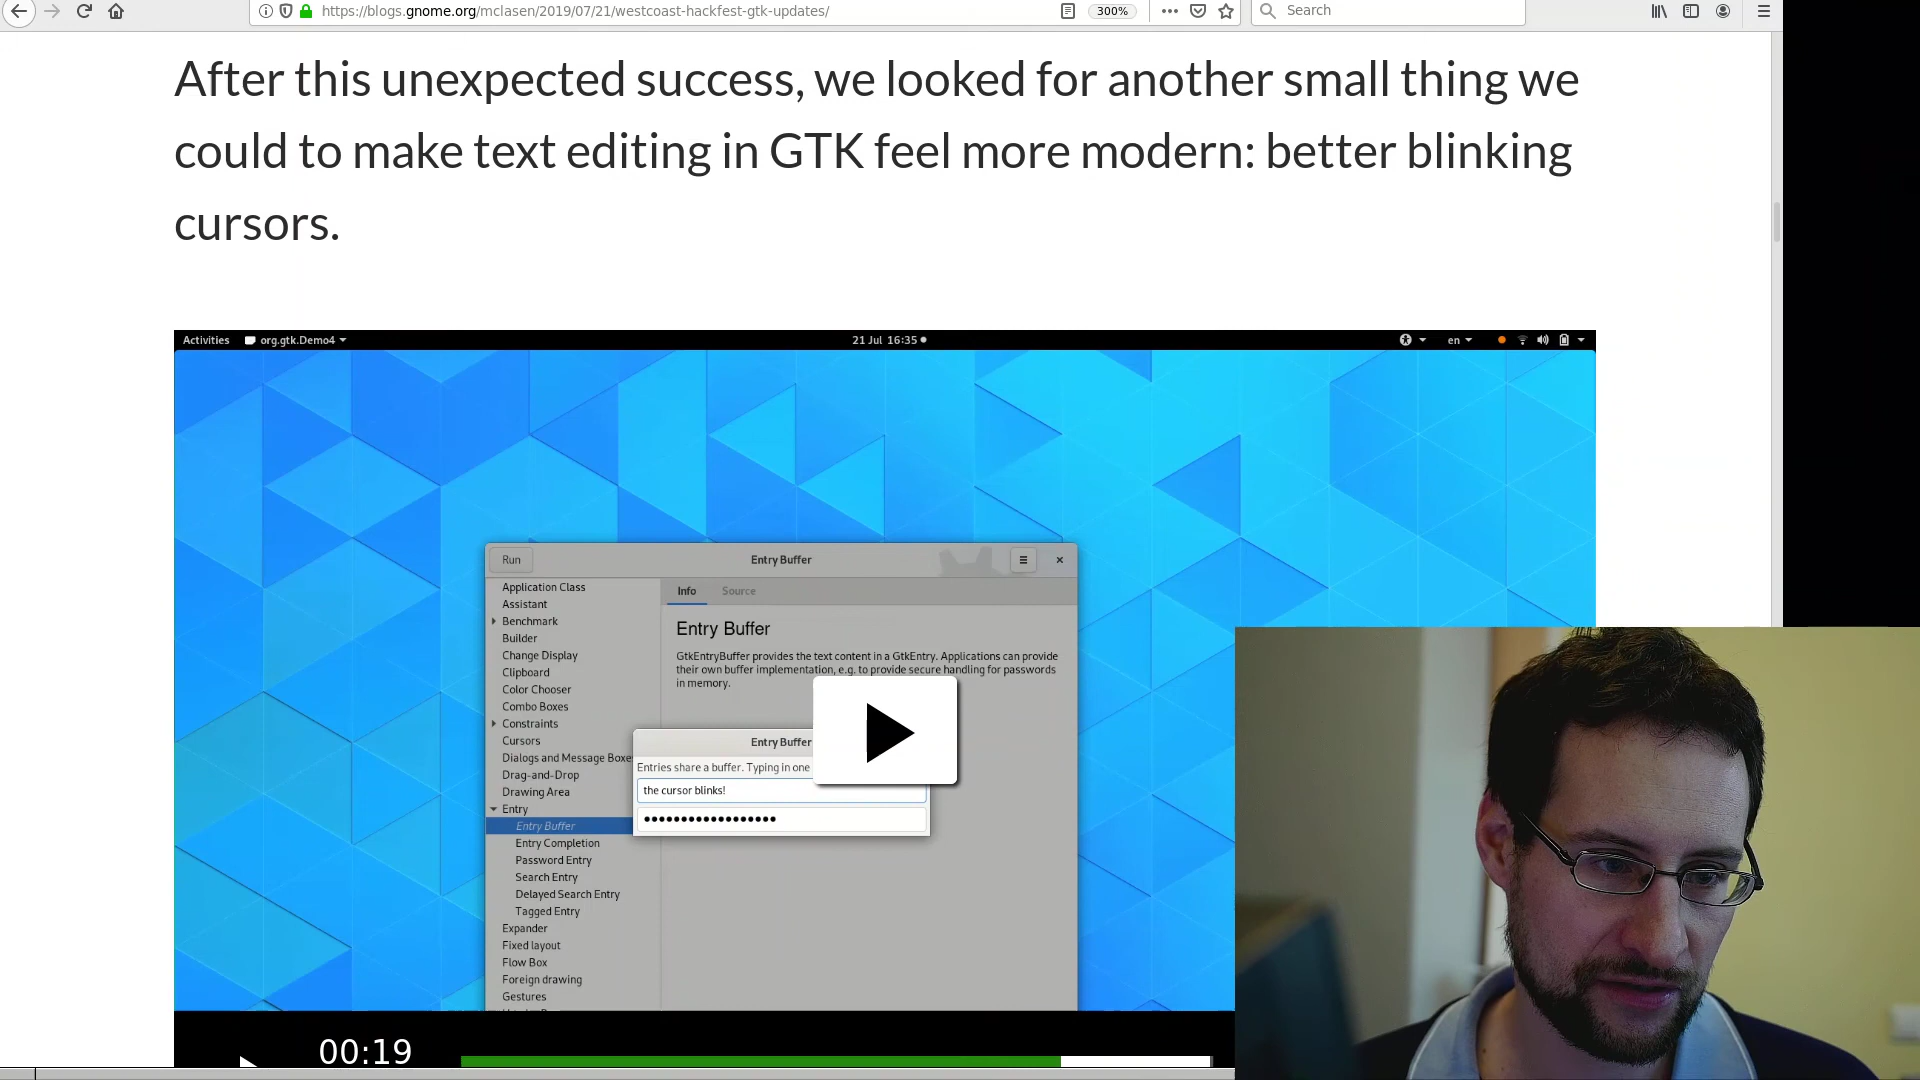 https://blogs.gnome.org/mclasen/2019/07/21/westcoast-hackfest-gtk-updates/
300%
Search
After this unexpected success, we looked for another small thing we
could to make text editing in GTK feel more modern: better blinking
cursors.
Activities
org.gtk.Demo4
21 Jul 16:35
en
Run
Entry Buffer
Info
Source
Application Class
Assistant
Benchmark
Builder
Change Display
Clipboard
Color Chooser
Combo Boxes
Constraints
Cursors
Dialogs and Message Boxe
Drag-and-Drop
Drawing Area
Entry
Entry Buffer
Entry Completion
Password Entry
Search Entry
Delayed Search Entry
Tagged Entry
Expander
Fixed layout
Flow Box
Foreign drawing
Gestures
Entry Buffer
GtkEntryBuffer provides the text content in a GtkEntry. Applications can provide
their own buffer implementation, e.g. to provide secure handling for passwords
in memory.
Entry Buffer
Entries share a buffer. Typing in one
the cursor blinks!
00:19